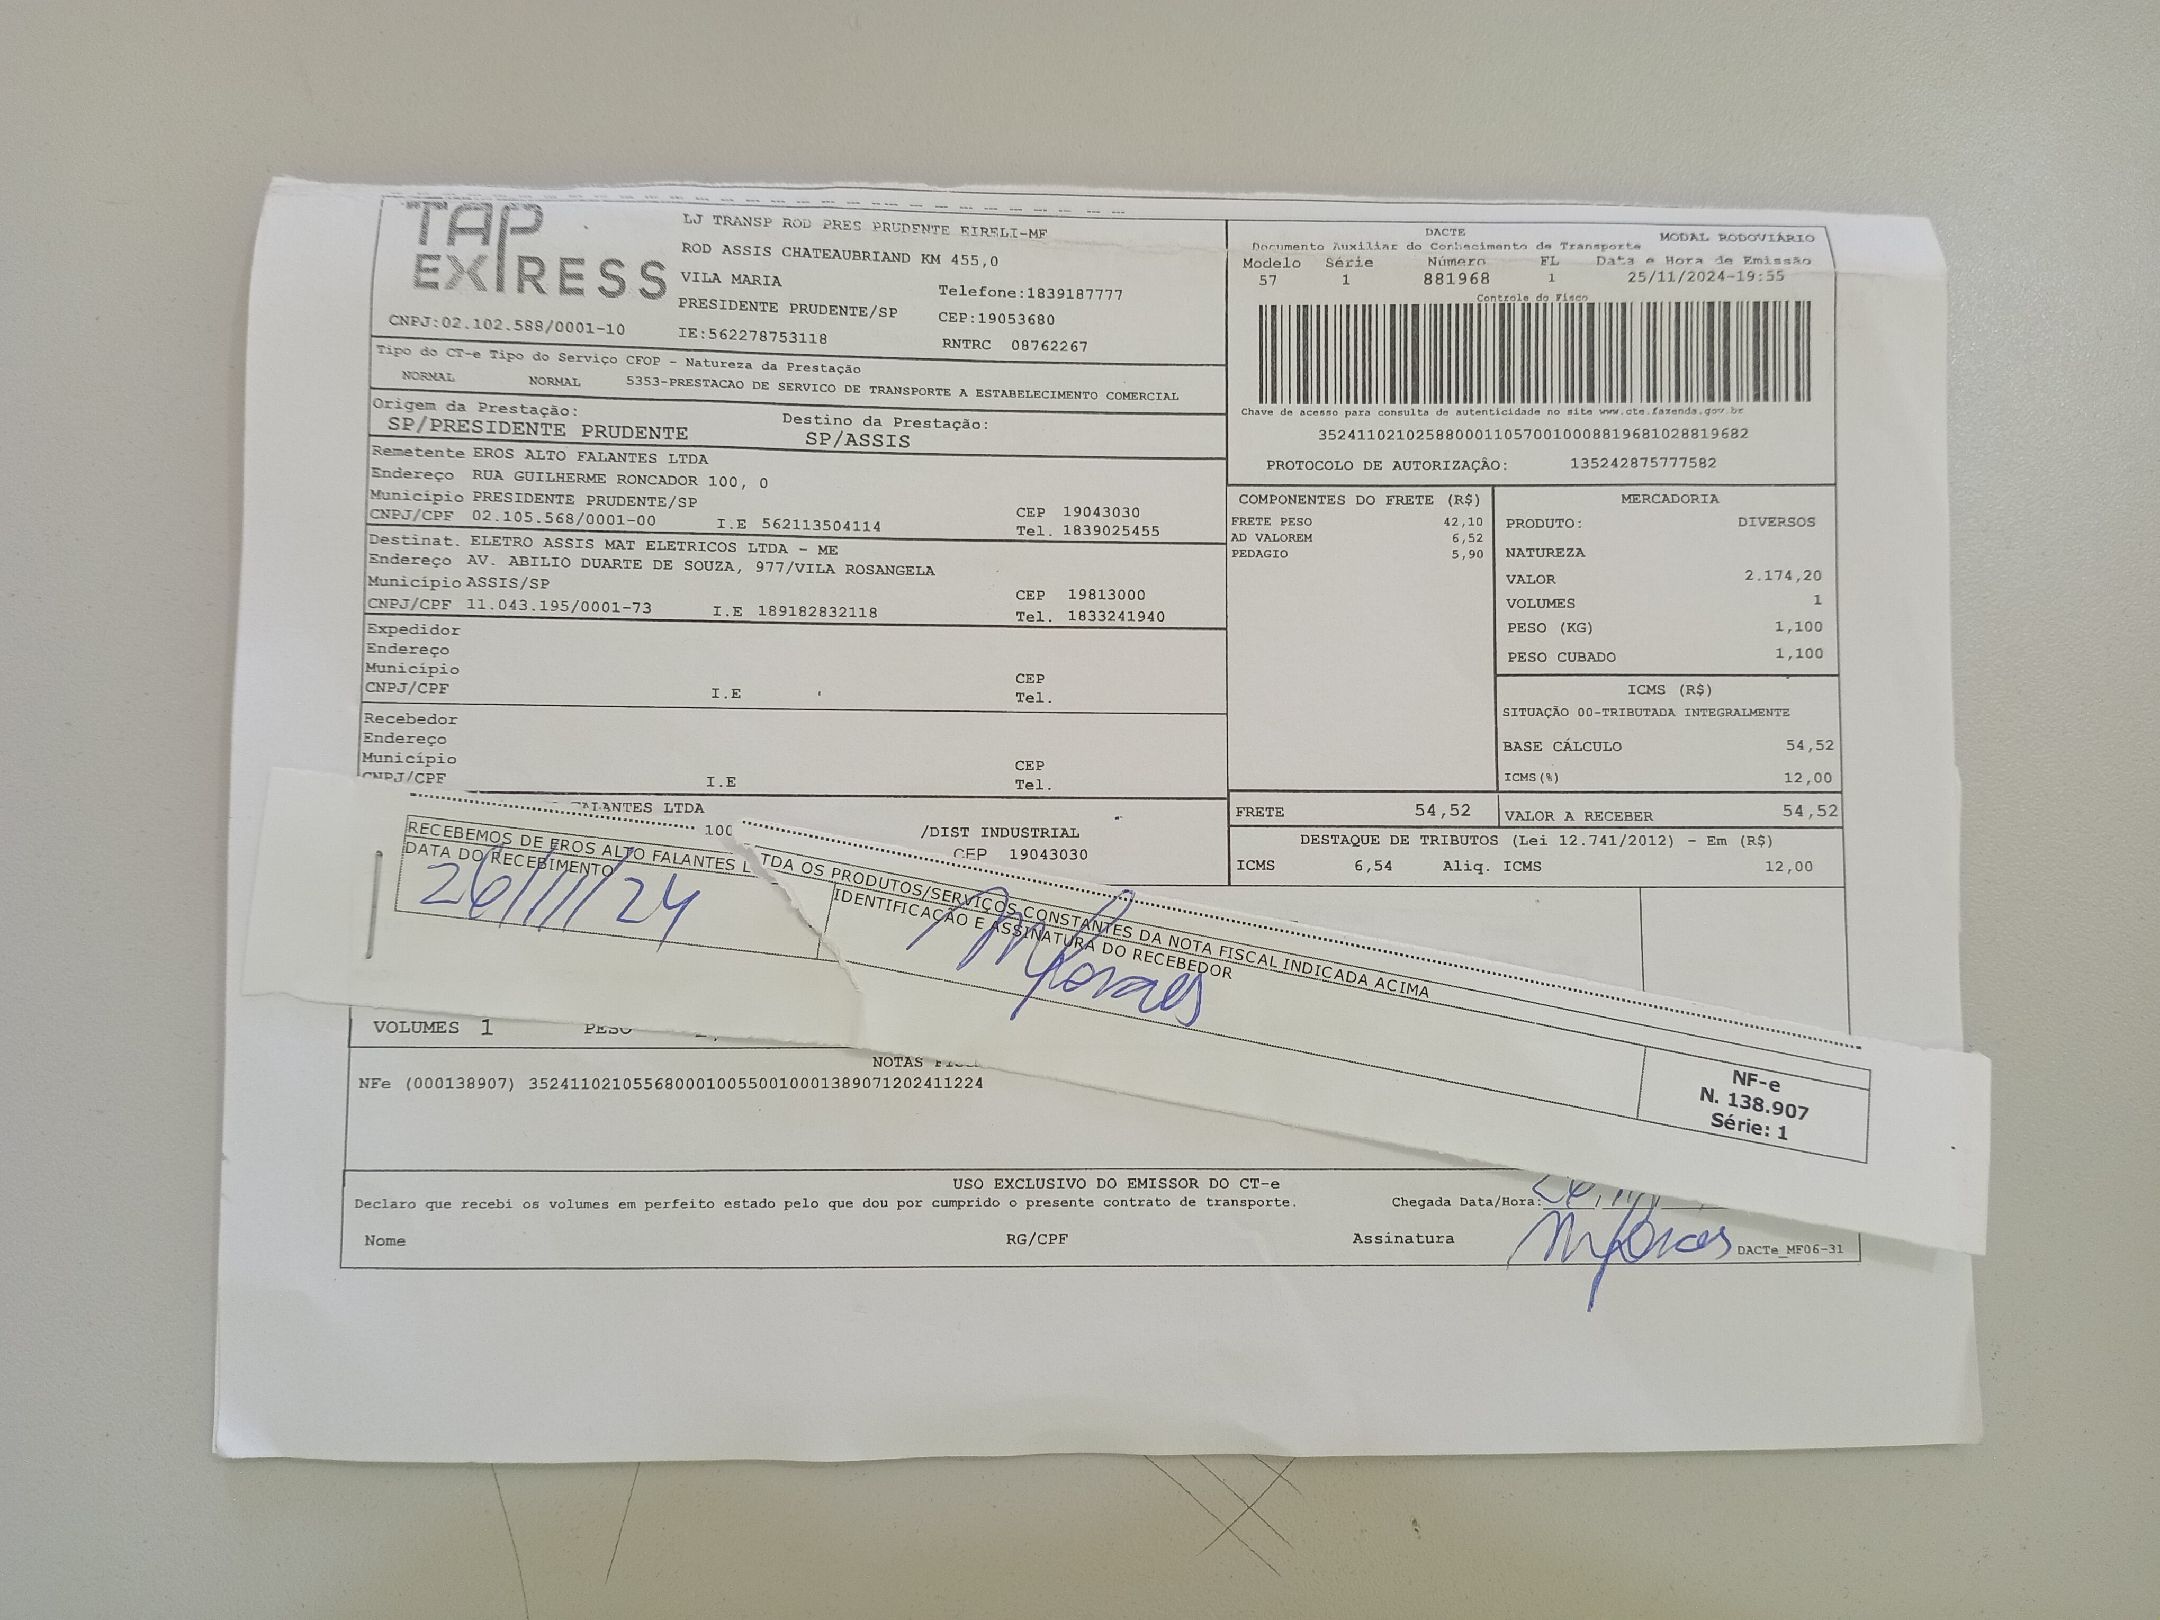 TAP
EXPRESS
CNPJ:02.102.588/0001-10
LJ TRANSP ROD PRES PRUDENTE EIRELI-ME
ROD ASSIS CHATEAUBRIAND KM 455,0
VILA MARIA
Telefone:1839187777
PRESIDENTE PRUDENTE/SP
CEP:19053680
IE:562278753118
RNTRC 08762267
DACTE
Documento Auxiliar do Conhecimento de Transporte
MODAL RODOVIÁRIO
Modelo Série Número FL Data e Hora de Emissão
57 1 881968 1 25/11/2024-19:55
Controle do Fisco
Chave de acesso para consulta de autenticidade no site www.cte.fazenda.gov.br
35241102102588000110570010008819681028819682
PROTOCOLO DE AUTORIZAÇÃO: 135242875777582
Tipo do CT-e Tipo do Serviço CFOP - Natureza da Prestação
NORMAL NORMAL 5353-PRESTACAO DE SERVICO DE TRANSPORTE A ESTABELECIMENTO COMERCIAL
Origem da Prestação: Destino da Prestação:
SP/PRESIDENTE PRUDENTE SP/ASSIS
Remetente EROS ALTO FALANTES LTDA
Endereço RUA GUILHERME RONCADOR 100, 0
Município PRESIDENTE PRUDENTE/SP CEP 19043030
CNPJ/CPF 02.105.568/0001-00 I.E 562113504114 Tel. 1839025455
Destinat. ELETRO ASSIS MAT ELETRICOS LTDA - ME
Endereço AV. ABILIO DUARTE DE SOUZA, 977/VILA ROSANGELA
Município ASSIS/SP CEP 19813000
CNPJ/CPF 11.043.195/0001-73 I.E 189182832118 Tel. 1833241940
Expedidor
Endereço
Município CEP
CNPJ/CPF I.E Tel.
Recebedor
Endereço
Município CEP
CNPJ/CPF I.E Tel.
FALANTES LTDA
100 /DIST INDUSTRIAL
CEP 19043030
COMPONENTES DO FRETE (R$)
FRETE PESO 42,10
AD VALOREM 6,52
PEDAGIO 5,90
MERCADORIA
PRODUTO: DIVERSOS
NATUREZA
VALOR 2.174,20
VOLUMES 1
PESO (KG) 1,100
PESO CUBADO 1,100
ICMS (R$)
SITUAÇÃO 00-TRIBUTADA INTEGRALMENTE
BASE CÁLCULO 54,52
ICMS(%) 12,00
FRETE 54,52 VALOR A RECEBER 54,52
DESTAQUE DE TRIBUTOS (Lei 12.741/2012) - Em (R$)
ICMS 6,54 Aliq. ICMS 12,00
RECEBEMOS DE EROS ALTO FALANTES LTDA OS PRODUTOS/SERVIÇOS CONSTANTES DA NOTA FISCAL INDICADA ACIMA
DATA DO RECEBIMENTO IDENTIFICAÇÃO E ASSINATURA DO RECEBEDOR
26/11/24
NF-e
N. 138.907
Série: 1
VOLUMES 1 PESO
NOTAS
NFe (000138907) 35241102105568000100550010001389071202411224
USO EXCLUSIVO DO EMISSOR DO CT-e
Declaro que recebi os volumes em perfeito estado pelo que dou por cumprido o presente contrato de transporte. Chegada Data/Hora:
Nome RG/CPF Assinatura
DACTe_MF06-31